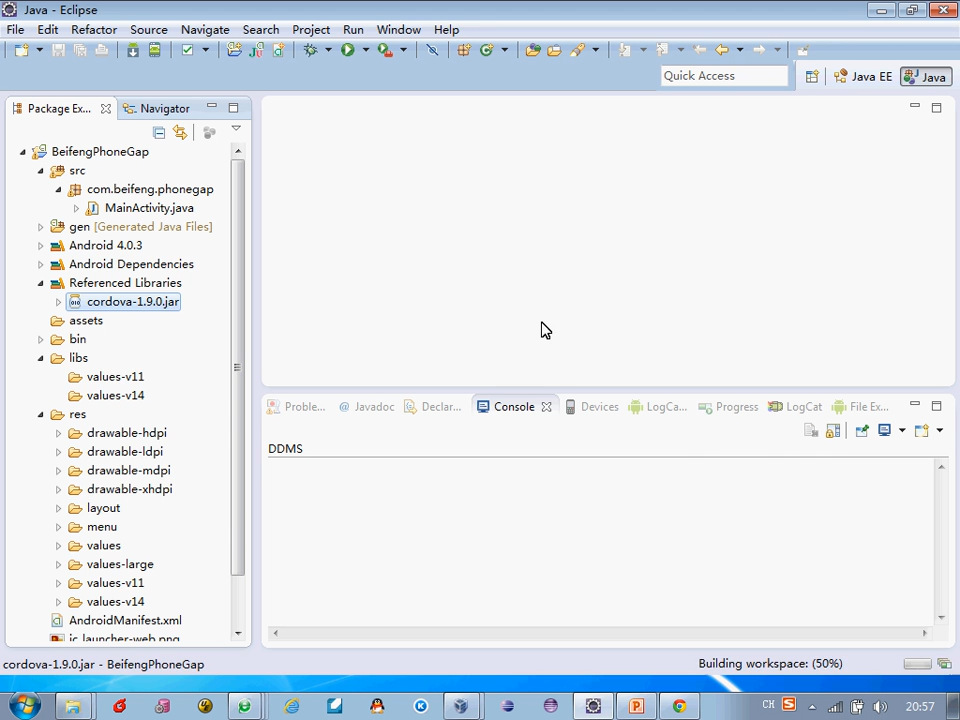 Java - Eclipse
File Edit Refactor Source Navigate Search Project Run Window Help
Quick Access
Java EE
Java
Package Ex...
Navigator
BeifengPhoneGap
src
com.beifeng.phonegap
MainActivity.java
gen [Generated Java Files]
Android 4.0.3
Android Dependencies
Referenced Libraries
cordova-1.9.0.jar
assets
bin
libs
values-v11
values-v14
res
drawable-hdpi
drawable-ldpi
drawable-mdpi
drawable-xhdpi
layout
menu
values
values-large
values-v11
values-v14
AndroidManifest.xml
ic_launcher-web.png
Proble...
@ Javadoc
Declar...
Console
Devices
LogCa...
Progress
LogCat
File Ex...
DDMS
cordova-1.9.0.jar - BeifengPhoneGap
Building workspace: (50%)
CH
20:57